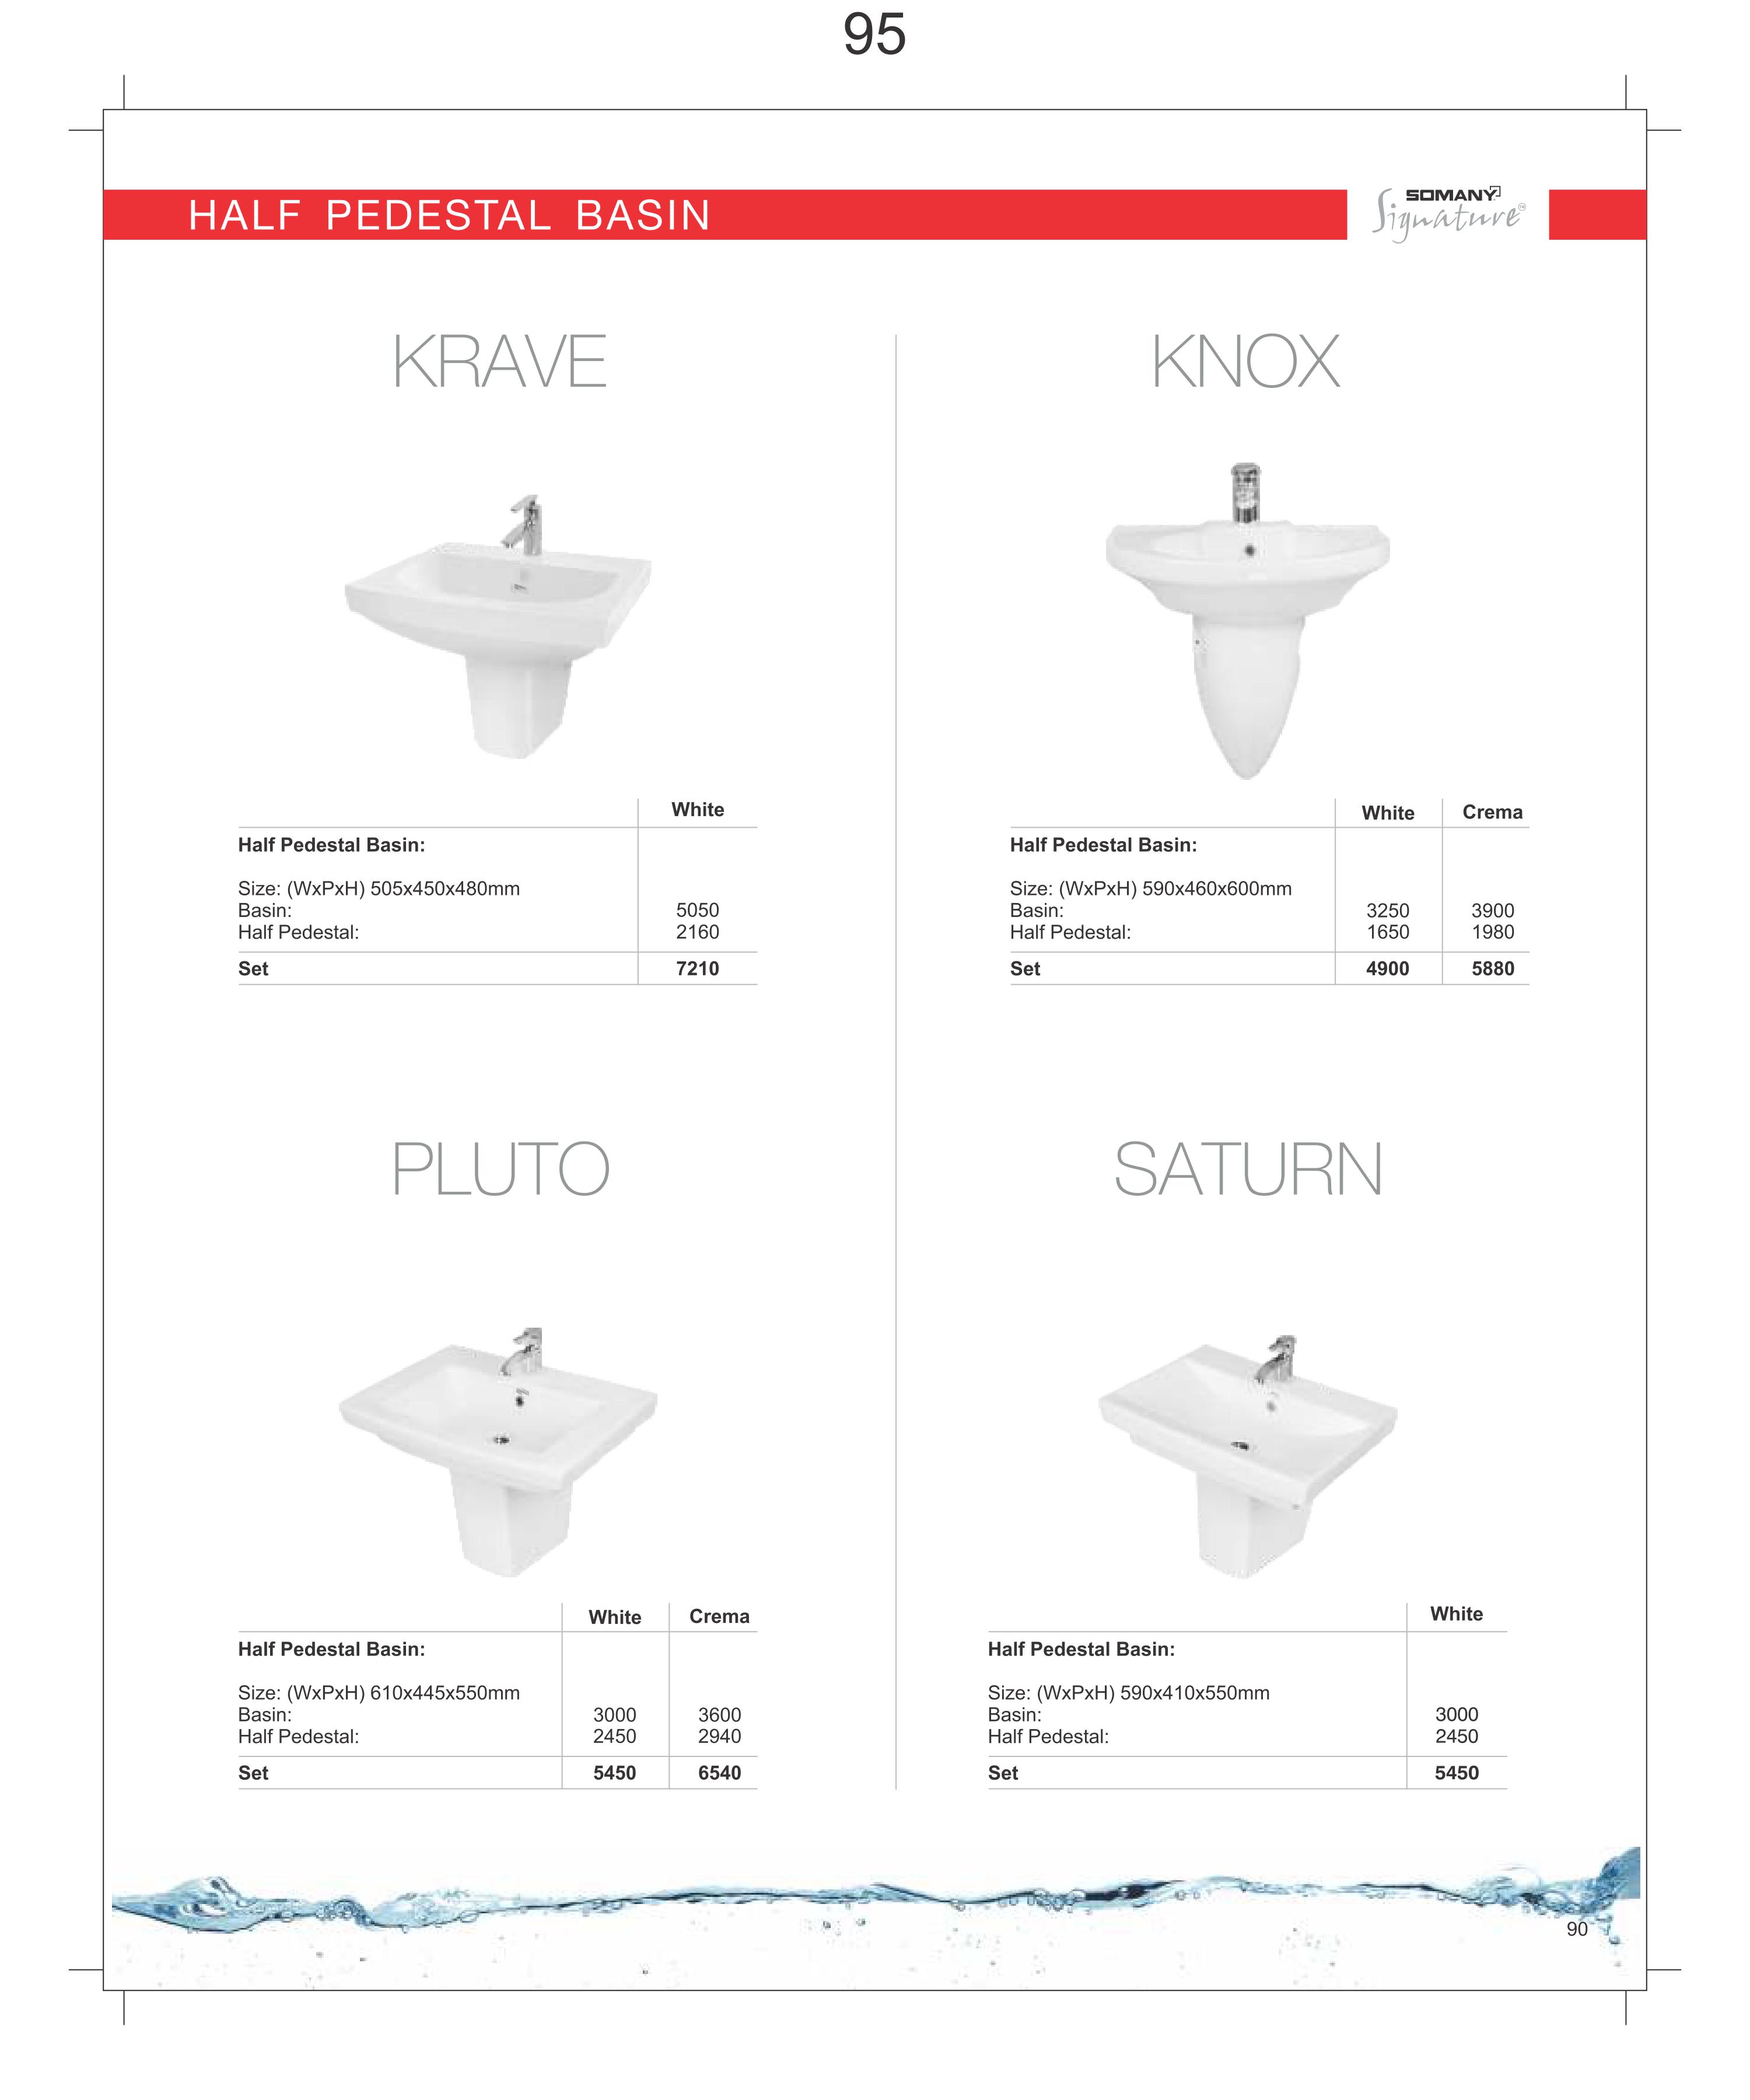 95
HALF PEDESTAL BASIN
SOMANY
Signature™
KRAVE
White
Half Pedestal Basin:
Size: (WxPxH) 505x450x480mm
Basin: 5050
Half Pedestal: 2160
Set 7210
KNOX
White Crema
Half Pedestal Basin:
Size: (WxPxH) 590x460x600mm
Basin: 3250 3900
Half Pedestal: 1650 1980
Set 4900 5880
PLUTO
White Crema
Half Pedestal Basin:
Size: (WxPxH) 610x445x550mm
Basin: 3000 3600
Half Pedestal: 2450 2940
Set 5450 6540
SATURN
White
Half Pedestal Basin:
Size: (WxPxH) 590x410x550mm
Basin: 3000
Half Pedestal: 2450
Set 5450
90